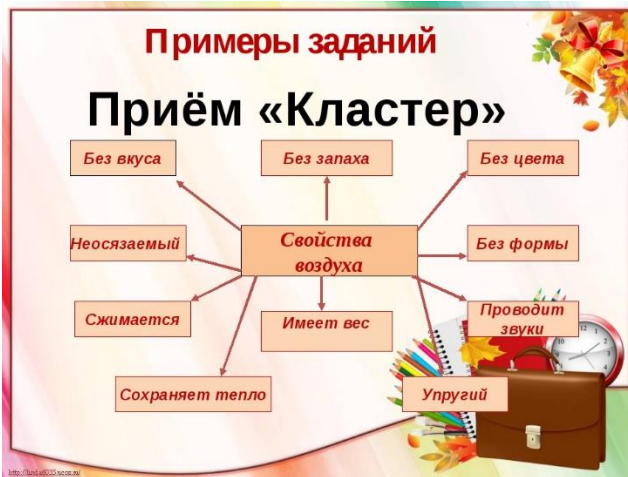 Примеры заданий
Приём «Кластер»
Без вкуса
Без запаха
Без цвета
Неосязаемый
Свойства
воздуха
Без формы
Сжимается
Имеет вес
Проводит
звуки
Сохраняет тепло
Упругий